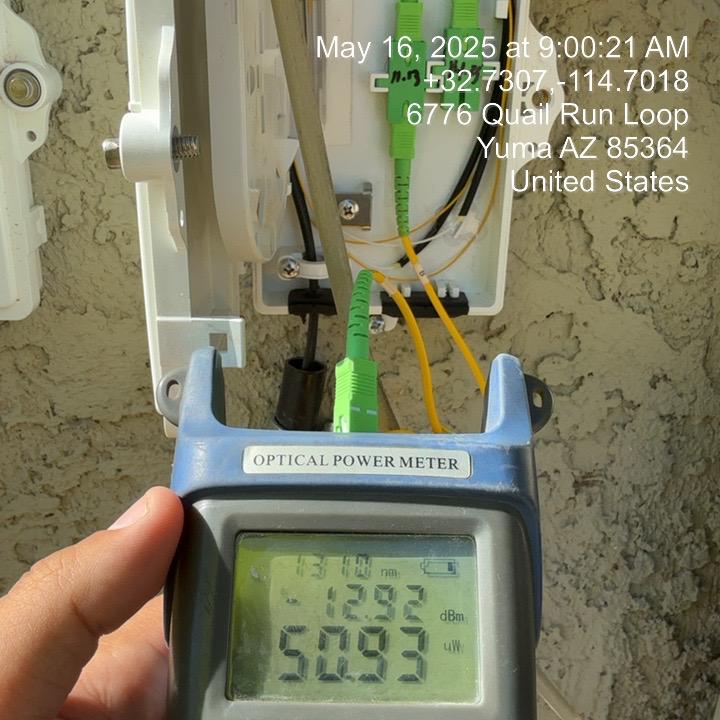 May 16, 2025 at 9:00:21 AM
+32.7307,-114.7018
6776 Quail Run Loop
Yuma AZ 85364
United States
11.13
OPTICAL POWER METER
1310 nm
-12.92 dBm
50.93 uW